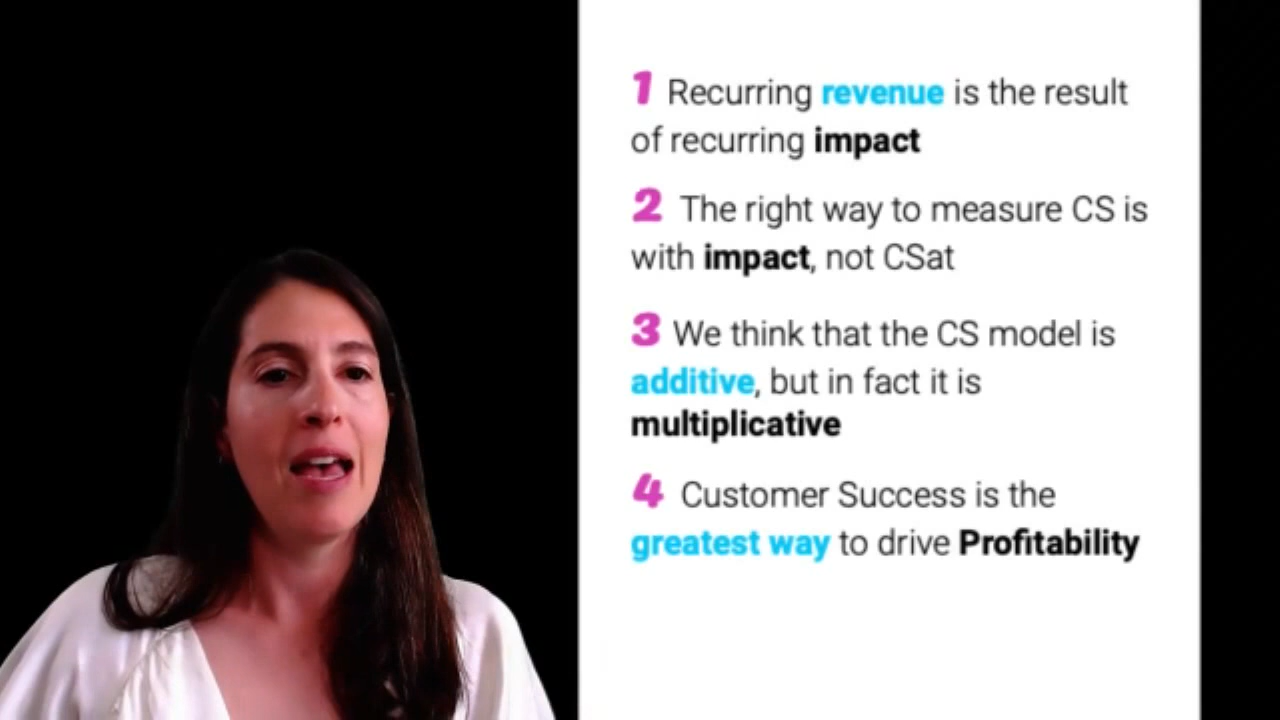 1 Recurring revenue is the result
of recurring impact
2 The right way to measure CS is
with impact, not CSat
3 We think that the CS model is
additive, but in fact it is
multiplicative
4 Customer Success is the
greatest way to drive Profitability